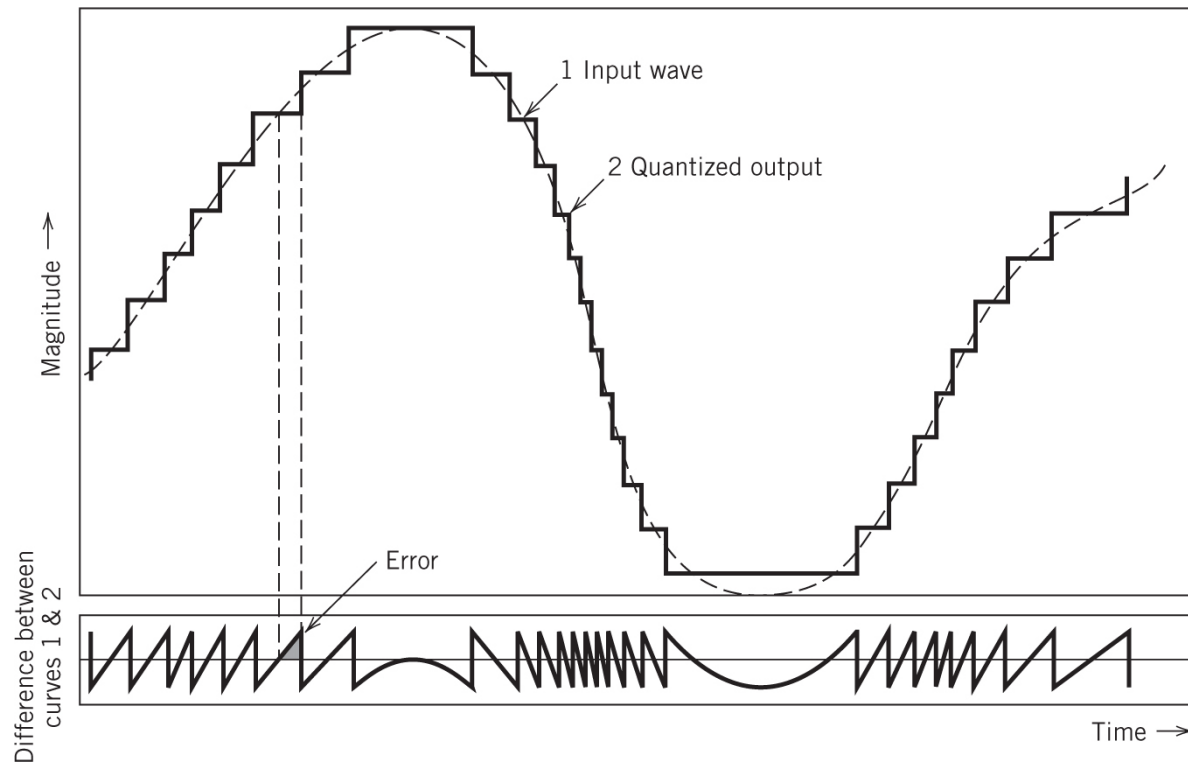 1 Input wave
2 Quantized output
Magnitude
Error
Difference between
curves 1 & 2
Time